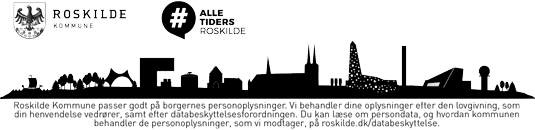 ROSKILDE
KOMMUNE
#
ALLE
TIDERS
ROSKILDE
Roskilde Kommune passer godt på borgernes personoplysninger. Vi behandler dine oplysninger efter den lovgivning, som
din henvendelse vedrører, samt efter databeskyttelsesforordningen. Du kan læse om persondata, og hvordan kommunen
behandler de personoplysninger, som vi modtager, på roskilde.dk/databeskyttelse.